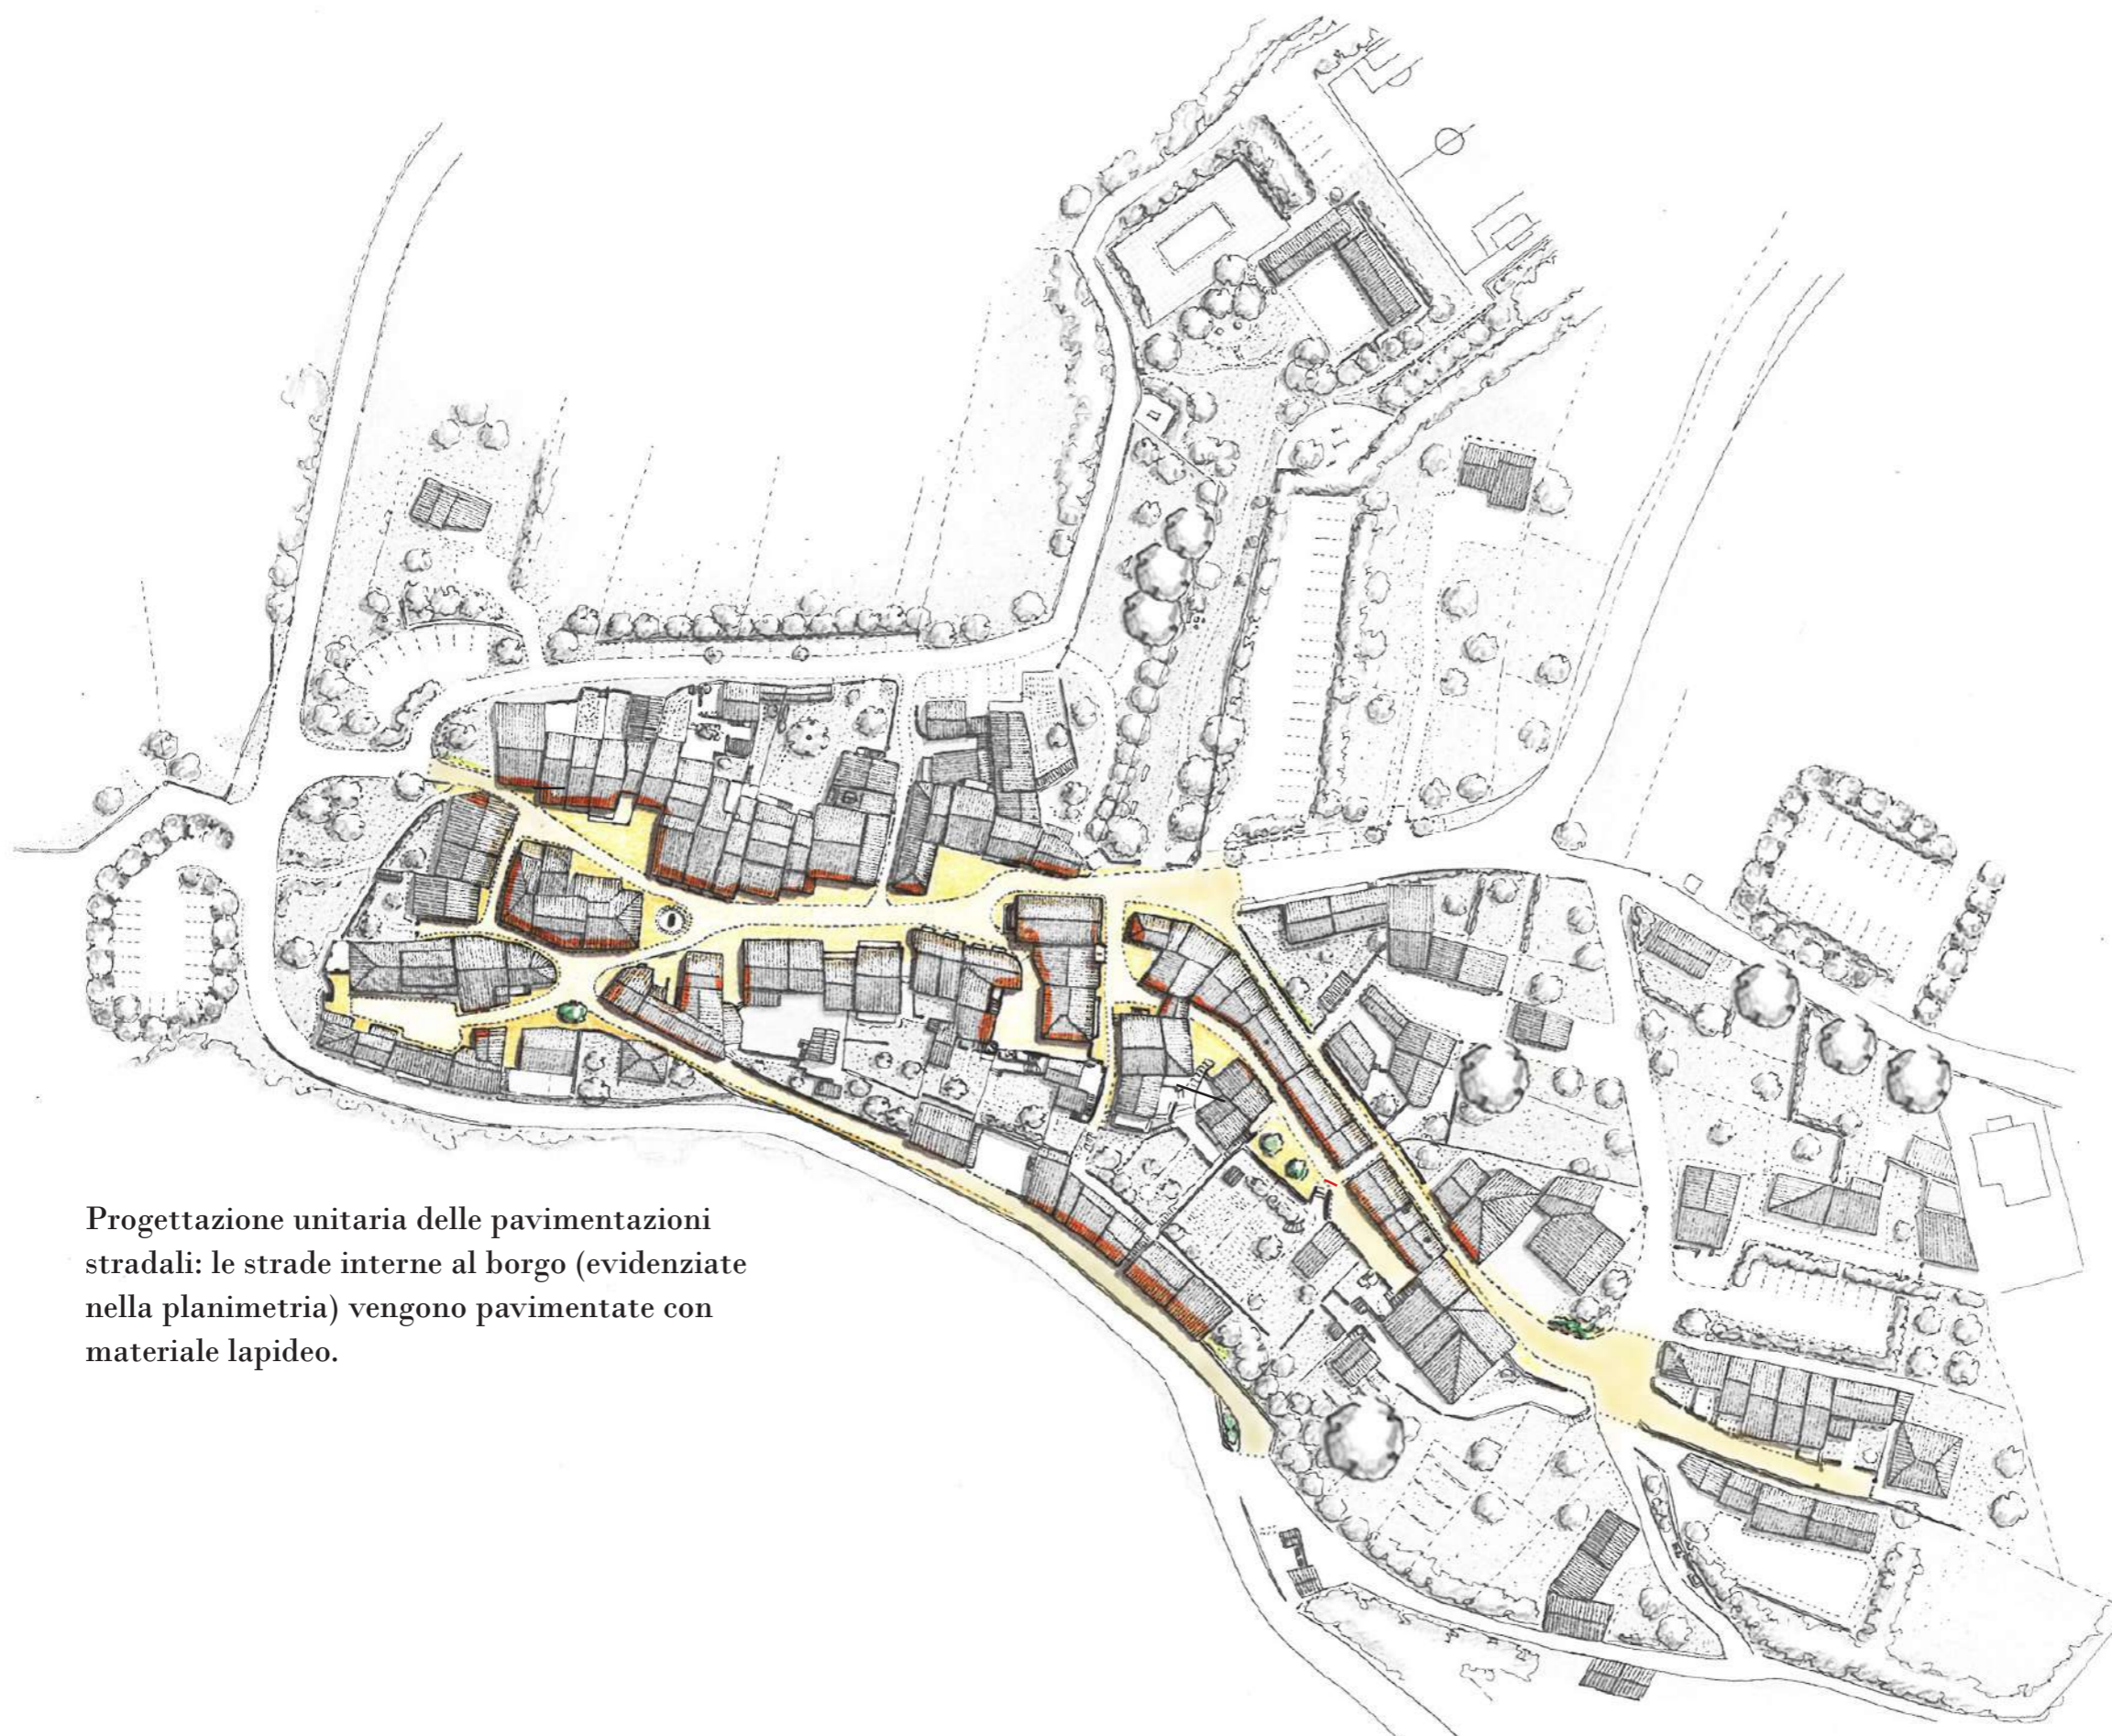 Progettazione unitaria delle pavimentazioni
stradali: le strade interne al borgo (evidenziate
nella planimetria) vengono pavimentate con
materiale lapideo.